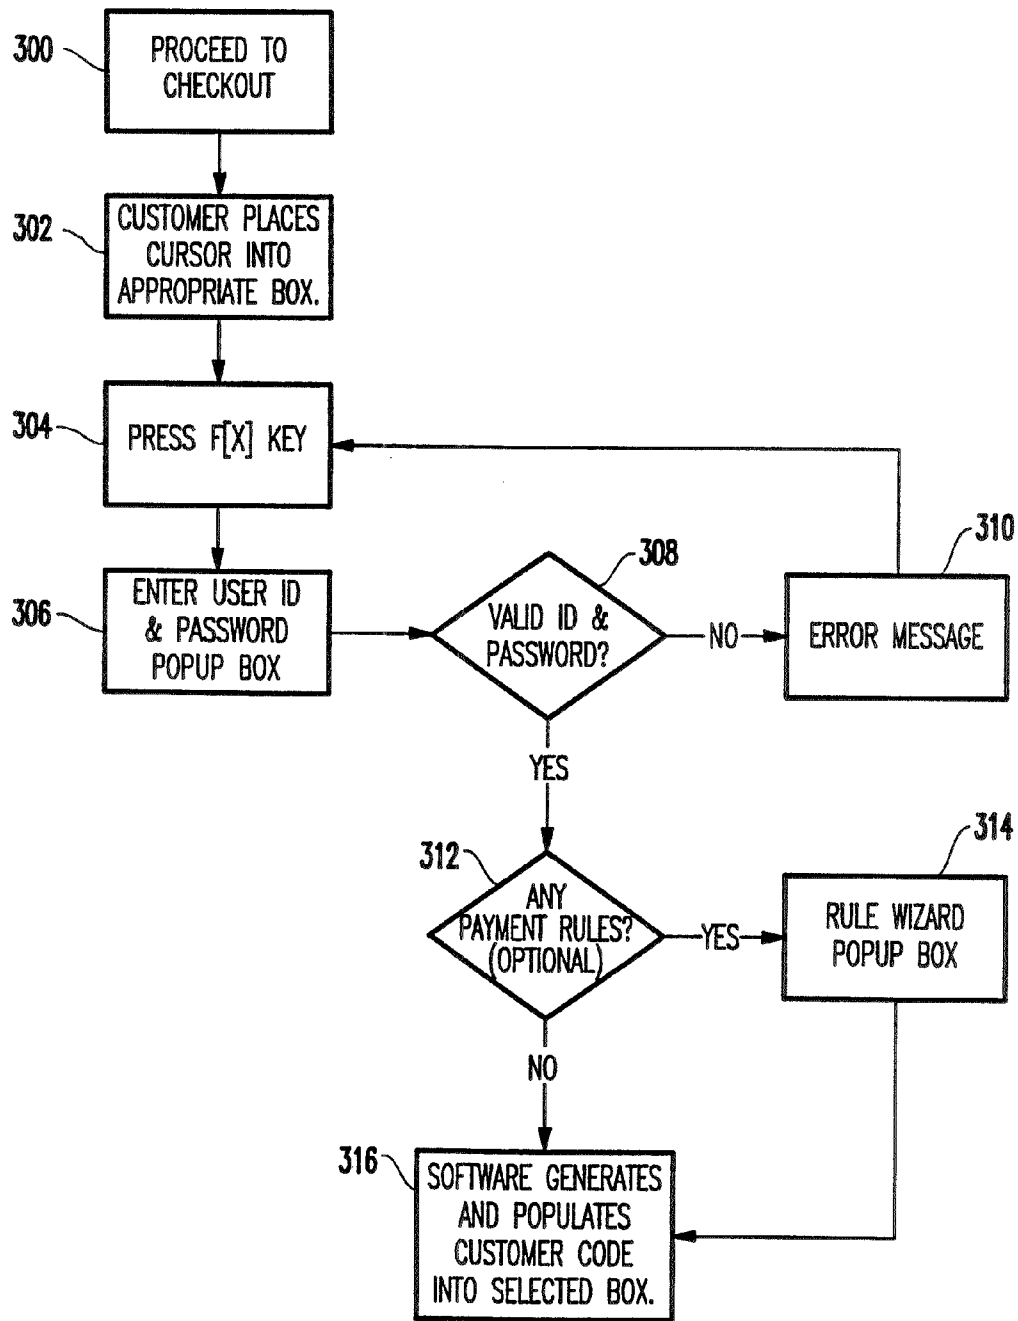 300
PROCEED TO
CHECKOUT
302
CUSTOMER PLACES
CURSOR INTO
APPROPRIATE BOX.
304
PRESS F[X] KEY
306
ENTER USER ID
& PASSWORD
POPUP BOX
308
VALID ID &
PASSWORD?
NO
310
ERROR MESSAGE
YES
312
ANY
PAYMENT RULES?
(OPTIONAL)
YES
314
RULE WIZARD
POPUP BOX
NO
316
SOFTWARE GENERATES
AND POPULATES
CUSTOMER CODE
INTO SELECTED BOX.